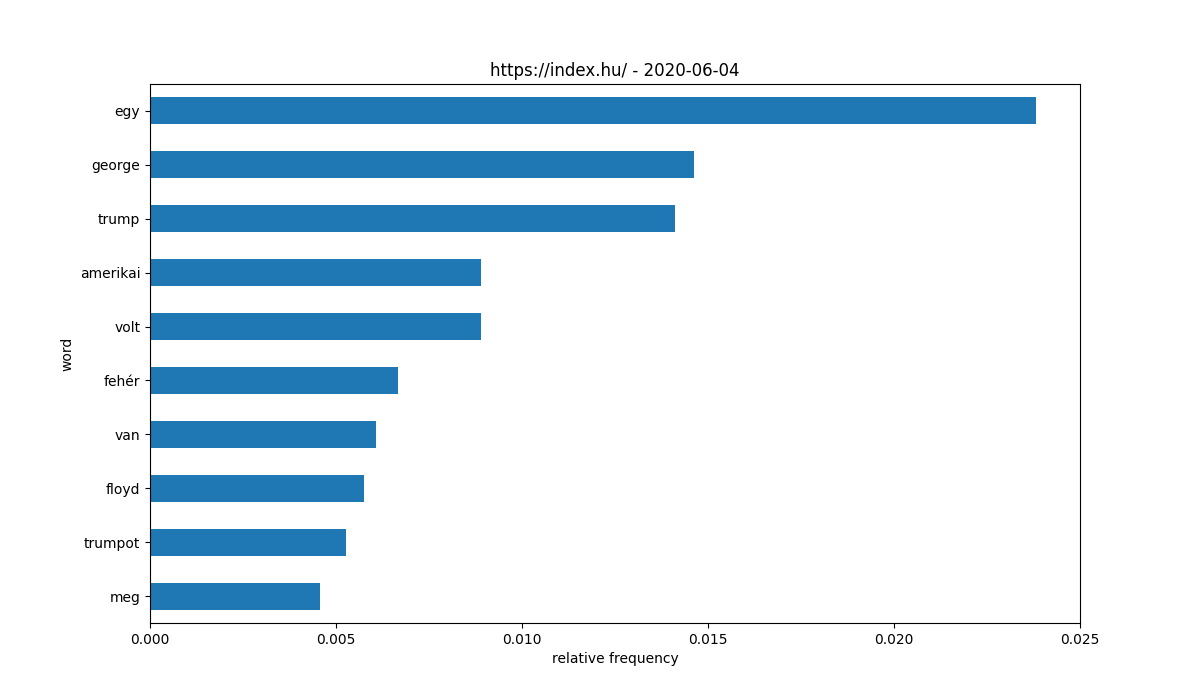 https://index.hu/ - 2020-06-04
egy
george
trump
amerikai
volt
fehér
van
floyd
trumpot
meg
word
0.000 0.005 0.010 0.015 0.020 0.025
relative frequency